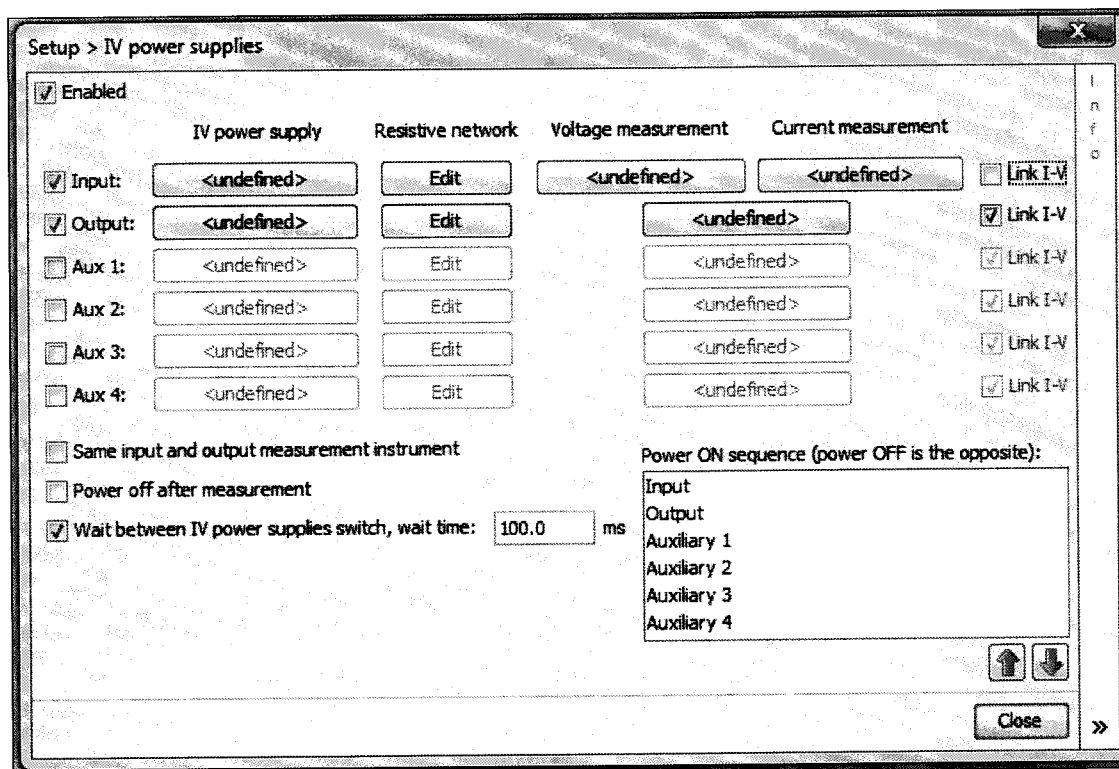 Setup > IV power supplies
X
Enabled
IV power supply Resistive network Voltage measurement Current measurement
Input: <undefined> Edit <undefined> <undefined> Link I-V
Output: <undefined> Edit <undefined> Link I-V
Aux 1: <undefined> Edit <undefined> Link I-V
Aux 2: <undefined> Edit <undefined> Link I-V
Aux 3: <undefined> Edit <undefined> Link I-V
Aux 4: <undefined> Edit <undefined> Link I-V
Same input and output measurement instrument
Power off after measurement
Wait between IV power supplies switch, wait time: 100.0 ms
Power ON sequence (power OFF is the opposite):
Input
Output
Auxiliary 1
Auxiliary 2
Auxiliary 3
Auxiliary 4
Close
»
Info